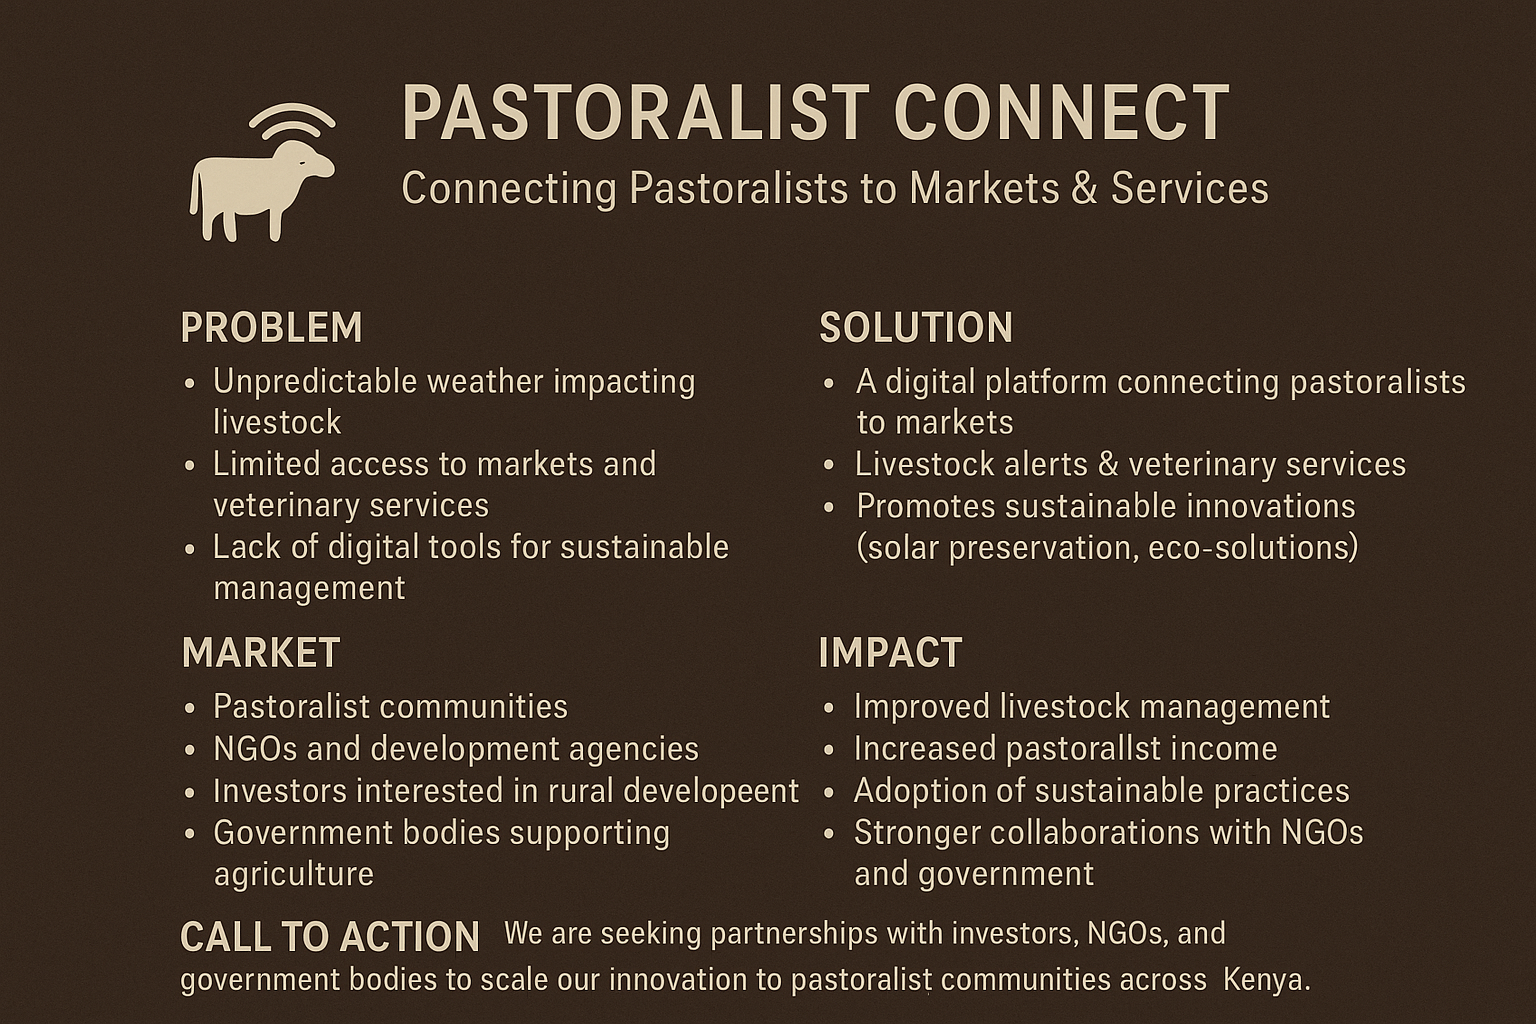 PASTORALIST CONNECT
Connecting Pastoralists to Markets & Services
PROBLEM
• Unpredictable weather impacting
livestock
• Limited access to markets and
veterinary services
• Lack of digital tools for sustainable
management
SOLUTION
• A digital platform connecting pastoralists
to markets
• Livestock alerts & veterinary services
• Promotes sustainable innovations
(solar preservation, eco-solutions)
MARKET
• Pastoralist communities
• NGOs and development agencies
• Investors interested in rural developeent
• Government bodies supporting
agriculture
IMPACT
• Improved livestock management
• Increased pastorallst income
• Adoption of sustainable practices
• Stronger collaborations with NGOs
and government
CALL TO ACTION We are seeking partnerships with investors, NGOs, and
government bodies to scale our innovation to pastoralist communities across Kenya.